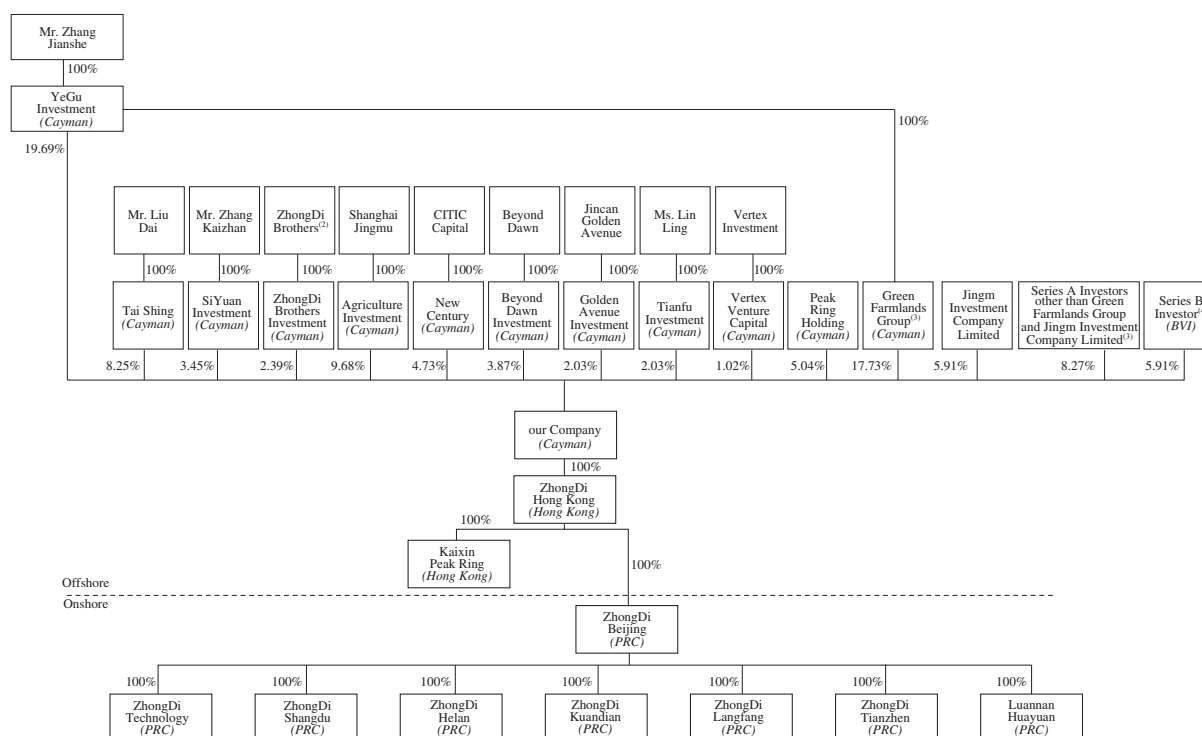 Mr. Zhang
Jianshe
100%
YeGu
Investment
(Cayman)
100%
19.69%
Mr. Liu
Dai
Mr. Zhang
Kaizhan
ZhongDi
Brothers(2)
Shanghai
Jingmu
CITIC
Capital
Beyond
Dawn
Jincan
Golden
Avenue
Ms. Lin
Ling
Vertex
Investment
100%
100%
100%
100%
100%
100%
100%
100%
100%
Tai Shing
(Cayman)
SiYuan
Investment
(Cayman)
ZhongDi
Brothers
Investment
(Cayman)
Agriculture
Investment
(Cayman)
New
Century
(Cayman)
Beyond
Dawn
Investment
(Cayman)
Golden
Avenue
Investment
(Cayman)
Tianfu
Investment
(Cayman)
Vertex
Venture
Capital
(Cayman)
Peak
Ring
Holding
(Cayman)
Green
Farmlands
Group(3)
(Cayman)
Jingm
Investment
Company
Limited
Series A Investors
other than Green
Farmlands Group
and Jingm Investment
Company Limited(3)
Series B
Investor
(BVI)
8.25%
3.45%
2.39%
9.68%
4.73%
3.87%
2.03%
2.03%
1.02%
5.04%
17.73%
5.91%
8.27%
5.91%
our Company
(Cayman)
100%
ZhongDi
Hong Kong
(Hong Kong)
100%
Kaixin
Peak Ring
(Hong Kong)
100%
Offshore
Onshore
ZhongDi
Beijing
(PRC)
100%
100%
100%
100%
100%
100%
100%
ZhongDi
Technology
(PRC)
ZhongDi
Shangdu
(PRC)
ZhongDi
Helan
(PRC)
ZhongDi
Kuandian
(PRC)
ZhongDi
Langfang
(PRC)
ZhongDi
Tianzhen
(PRC)
Luannan
Huayuan
(PRC)